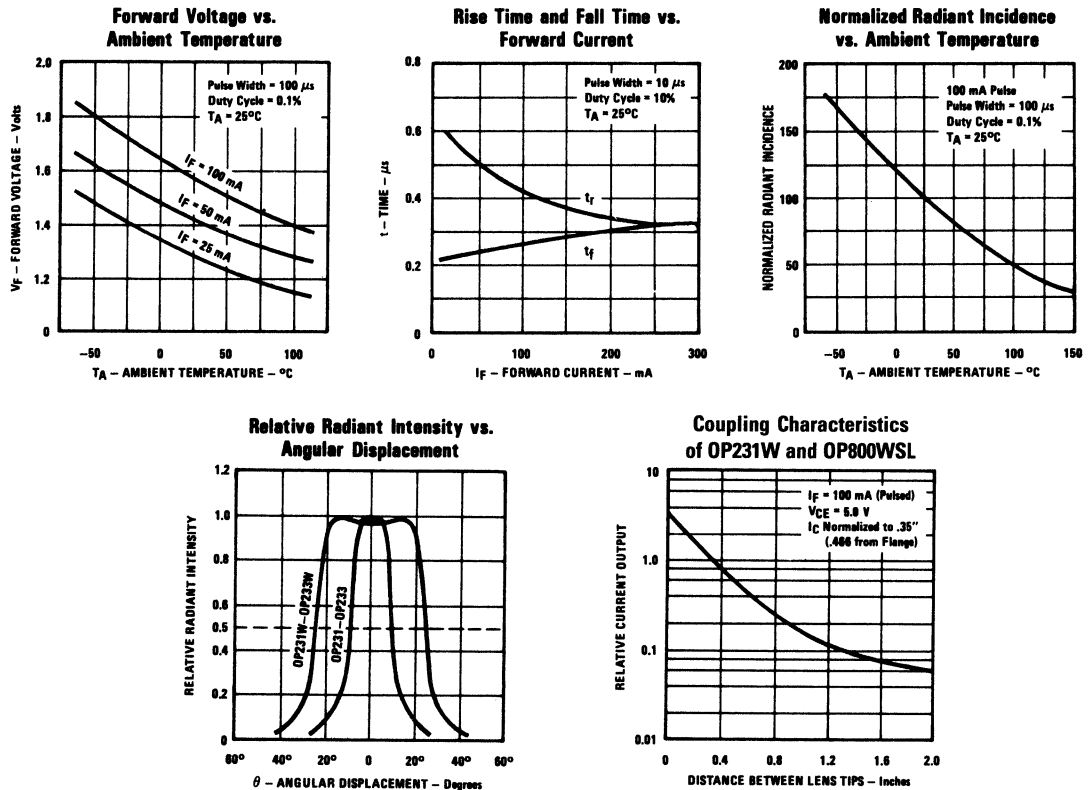 Forward Voltage vs.
Ambient Temperature
2.0
1.8
1.6
1.4
1.2
0
VF – FORWARD VOLTAGE – Volts
Pulse Width = 100 μs
Duty Cycle = 0.1%
TA = 25°C
IF = 100 mA
IF = 50 mA
IF = 25 mA
−50 0 50 100
TA – AMBIENT TEMPERATURE – °C
Rise Time and Fall Time vs.
Forward Current
0.8
0.6
0.4
0.2
0
t – TIME – μs
Pulse Width = 10 μs
Duty Cycle = 10%
TA = 25°C
tr
tf
0 100 200 300
IF – FORWARD CURRENT – mA
Normalized Radiant Incidence
vs. Ambient Temperature
200
150
100
50
0
NORMALIZED RADIANT INCIDENCE
100 mA Pulse
Pulse Width = 100 μs
Duty Cycle = 0.1%
TA = 25°C
−50 0 50 100 150
TA – AMBIENT TEMPERATURE – °C
Relative Radiant Intensity vs.
Angular Displacement
1.2
1.0
0.8
0.6
0.5
0.4
0.2
0
RELATIVE RADIANT INTENSITY
OP231W–OP233W
OP231–OP233
60° 40° 20° 0 20° 40° 60°
θ – ANGULAR DISPLACEMENT – Degrees
Coupling Characteristics
of OP231W and OP800WSL
10
1.0
0.1
0.01
RELATIVE CURRENT OUTPUT
IF = 100 mA (Pulsed)
VCE = 5.0 V
IC Normalized to .35"
(.466 from Flange)
0 0.4 0.8 1.2 1.6 2.0
DISTANCE BETWEEN LENS TIPS – Inches